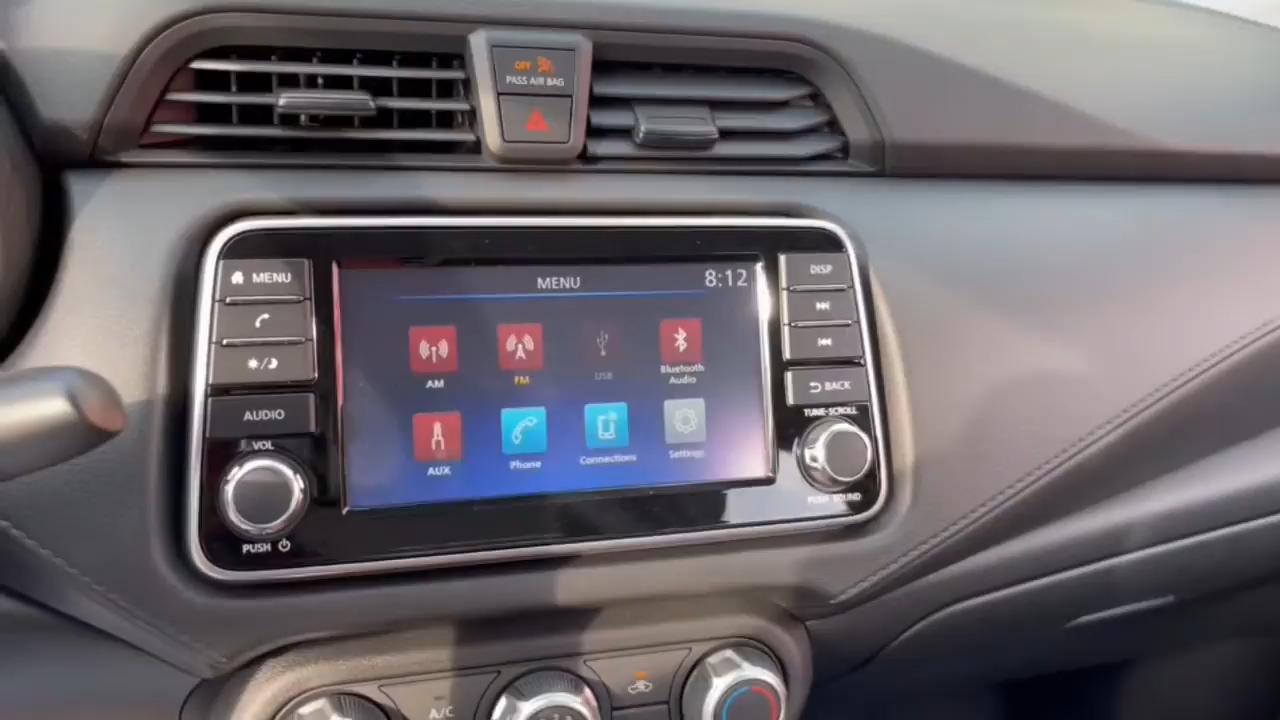 OFF
PASS AIR BAG
MENU
MENU
8:12
DISP
AM
FM
USB
Bluetooth
Audio
BACK
AUDIO
VOL
TUNE·SCROLL
AUX
Phone
Connections
Settings
PUSH
PUSH SOUND
A/C